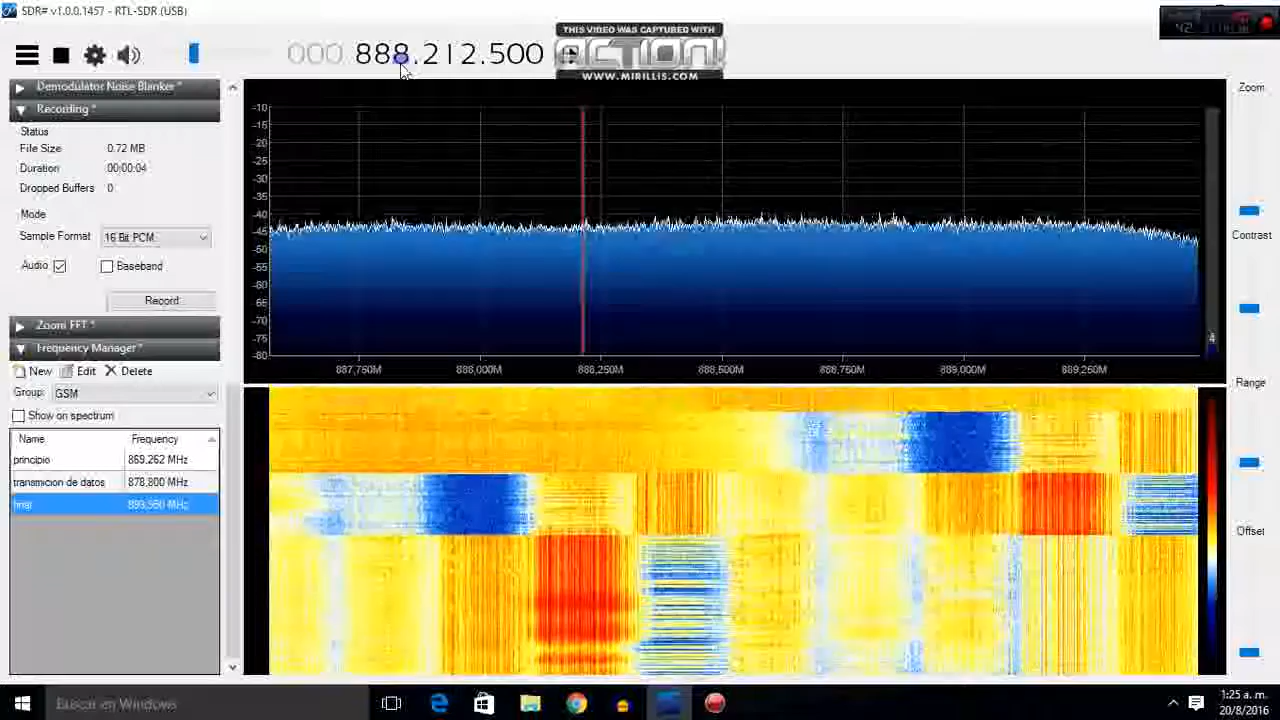 SDR# v1.0.0.1457 - RTL-SDR (USB)
THIS VIDEO WAS CAPTURED WITH
ACTION!
WWW.MIRILLIS.COM
000 888.212.500
Demodulator Noise Blanker *
Recording *
Status
File Size 0.72 MB
Duration 00:00:04
Dropped Buffers 0
Mode
Sample Format 16 Bit PCM
Audio Baseband
Record
Zoom FFT *
Frequency Manager *
New Edit Delete
Group: GSM
Show on spectrum
Name Frequency
principio 869.262 MHz
transmicion de datos 878.800 MHz
Zoom
Contrast
Range
Offset
-10
-15
-20
-25
-30
-35
-40
-45
-50
-55
-60
65
-70
-75
-80
4
887,750M 888,000M 888,250M 888,500M 888,750M 889,000M 889,250M
Buscar en Windows
1:25 a. m.
20/8/2016